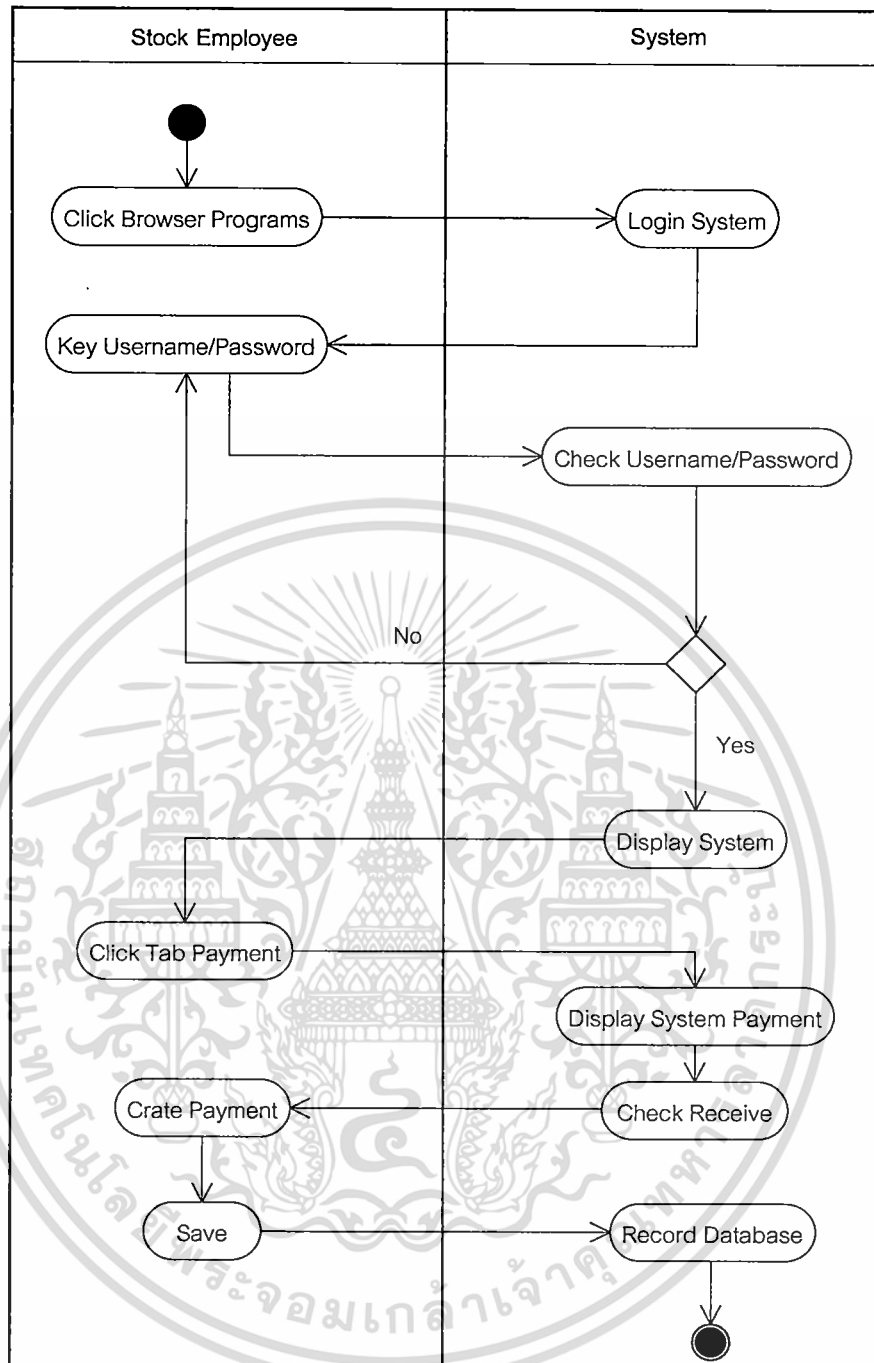 Stock Employee
System
Click Browser Programs
Login System
Key Username/Password
Check Username/Password
No
Yes
Display System
Click Tab Payment
Display System Payment
Crate Payment
Check Receive
Save
Record Database